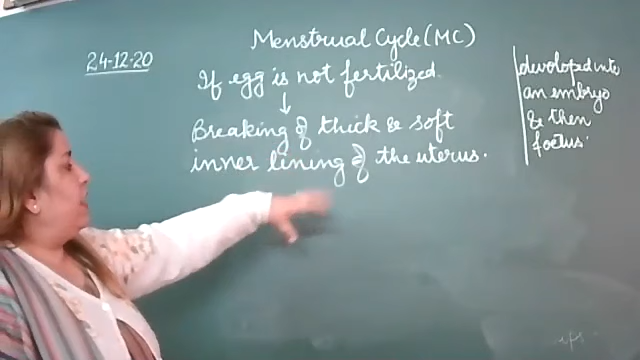 24-12-20
Menstrual Cycle (MC)
If egg is not fertilized
↓
Breaking of thick & soft
inner lining of the uterus.
developed into
an embryo
& then
foetus.